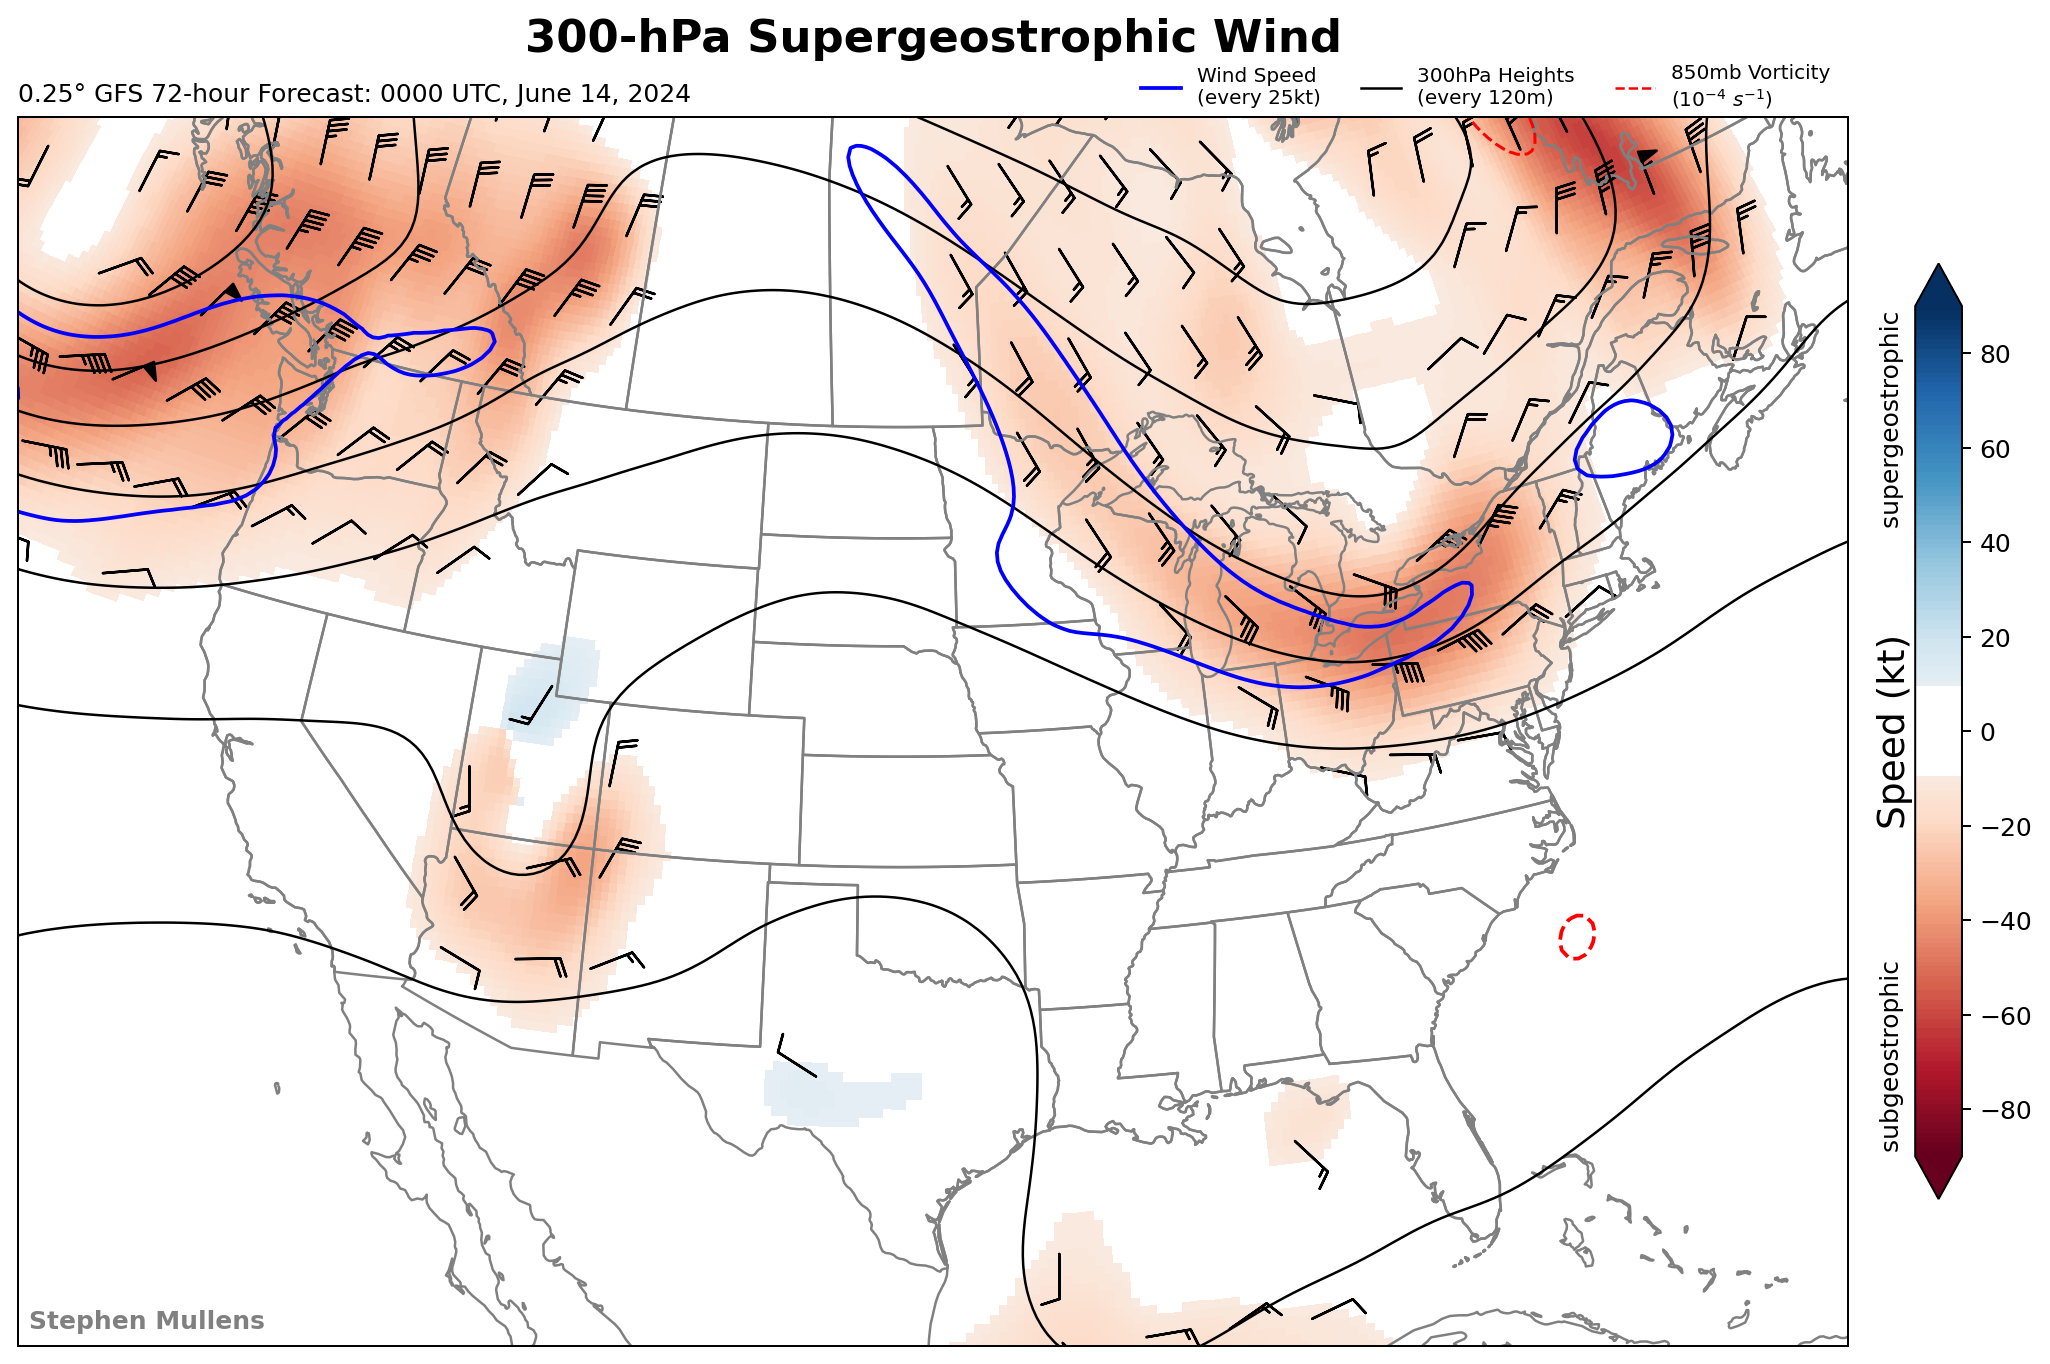 300-hPa Supergeostrophic Wind
0.25° GFS 72-hour Forecast: 0000 UTC, June 14, 2024
Wind Speed
(every 25kt)
300hPa Heights
(every 120m)
850mb Vorticity
(10⁻⁴ s⁻¹)
supergeostrophic
Speed (kt)
subgeostrophic
80
60
40
20
0
−20
−40
−60
−80
Stephen Mullens